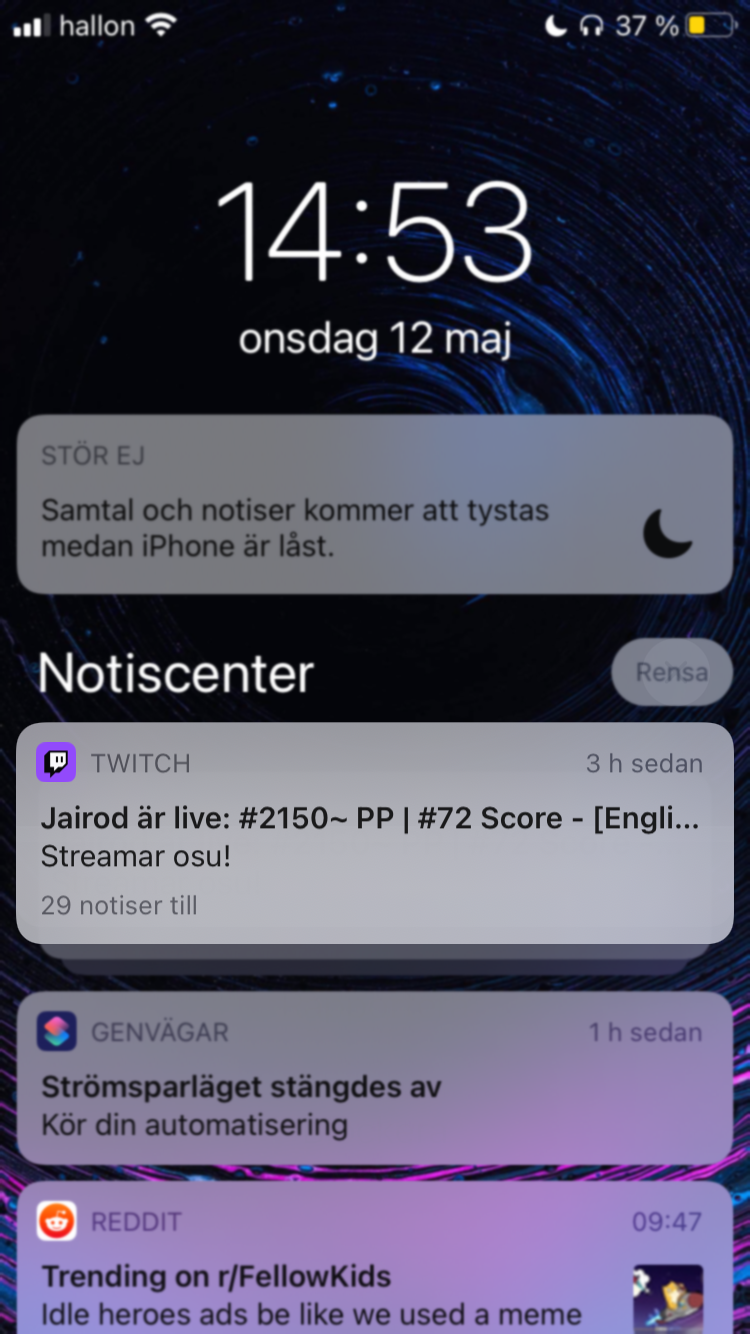 hallon 37 %
14:53
onsdag 12 maj
STÖR EJ
Samtal och notiser kommer att tystas
medan iPhone är låst.
Notiscenter Rensa
TWITCH 3 h sedan
Jairod är live: #2150~ PP | #72 Score - [Engli...
Streamar osu!
29 notiser till
GENVÄGAR 1 h sedan
Strömsparläget stängdes av
Kör din automatisering
REDDIT 09:47
Trending on r/FellowKids
Idle heroes ads be like we used a meme